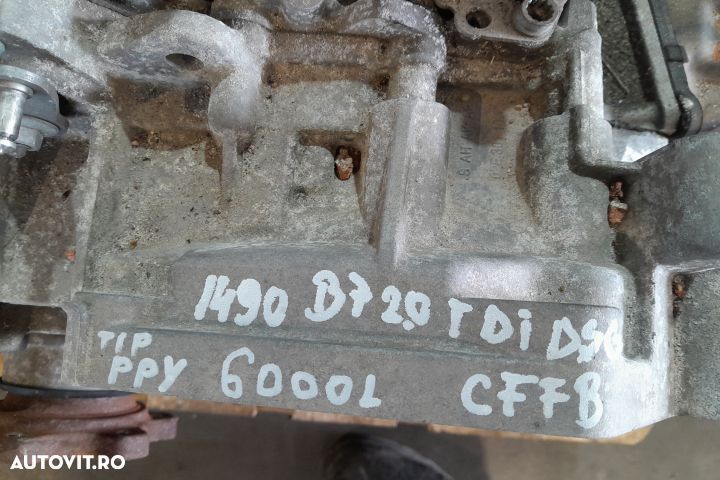 1490 B7 2.0 TDi DSG
TIP
PPY 6000L CFFB
AUTOVIT.RO